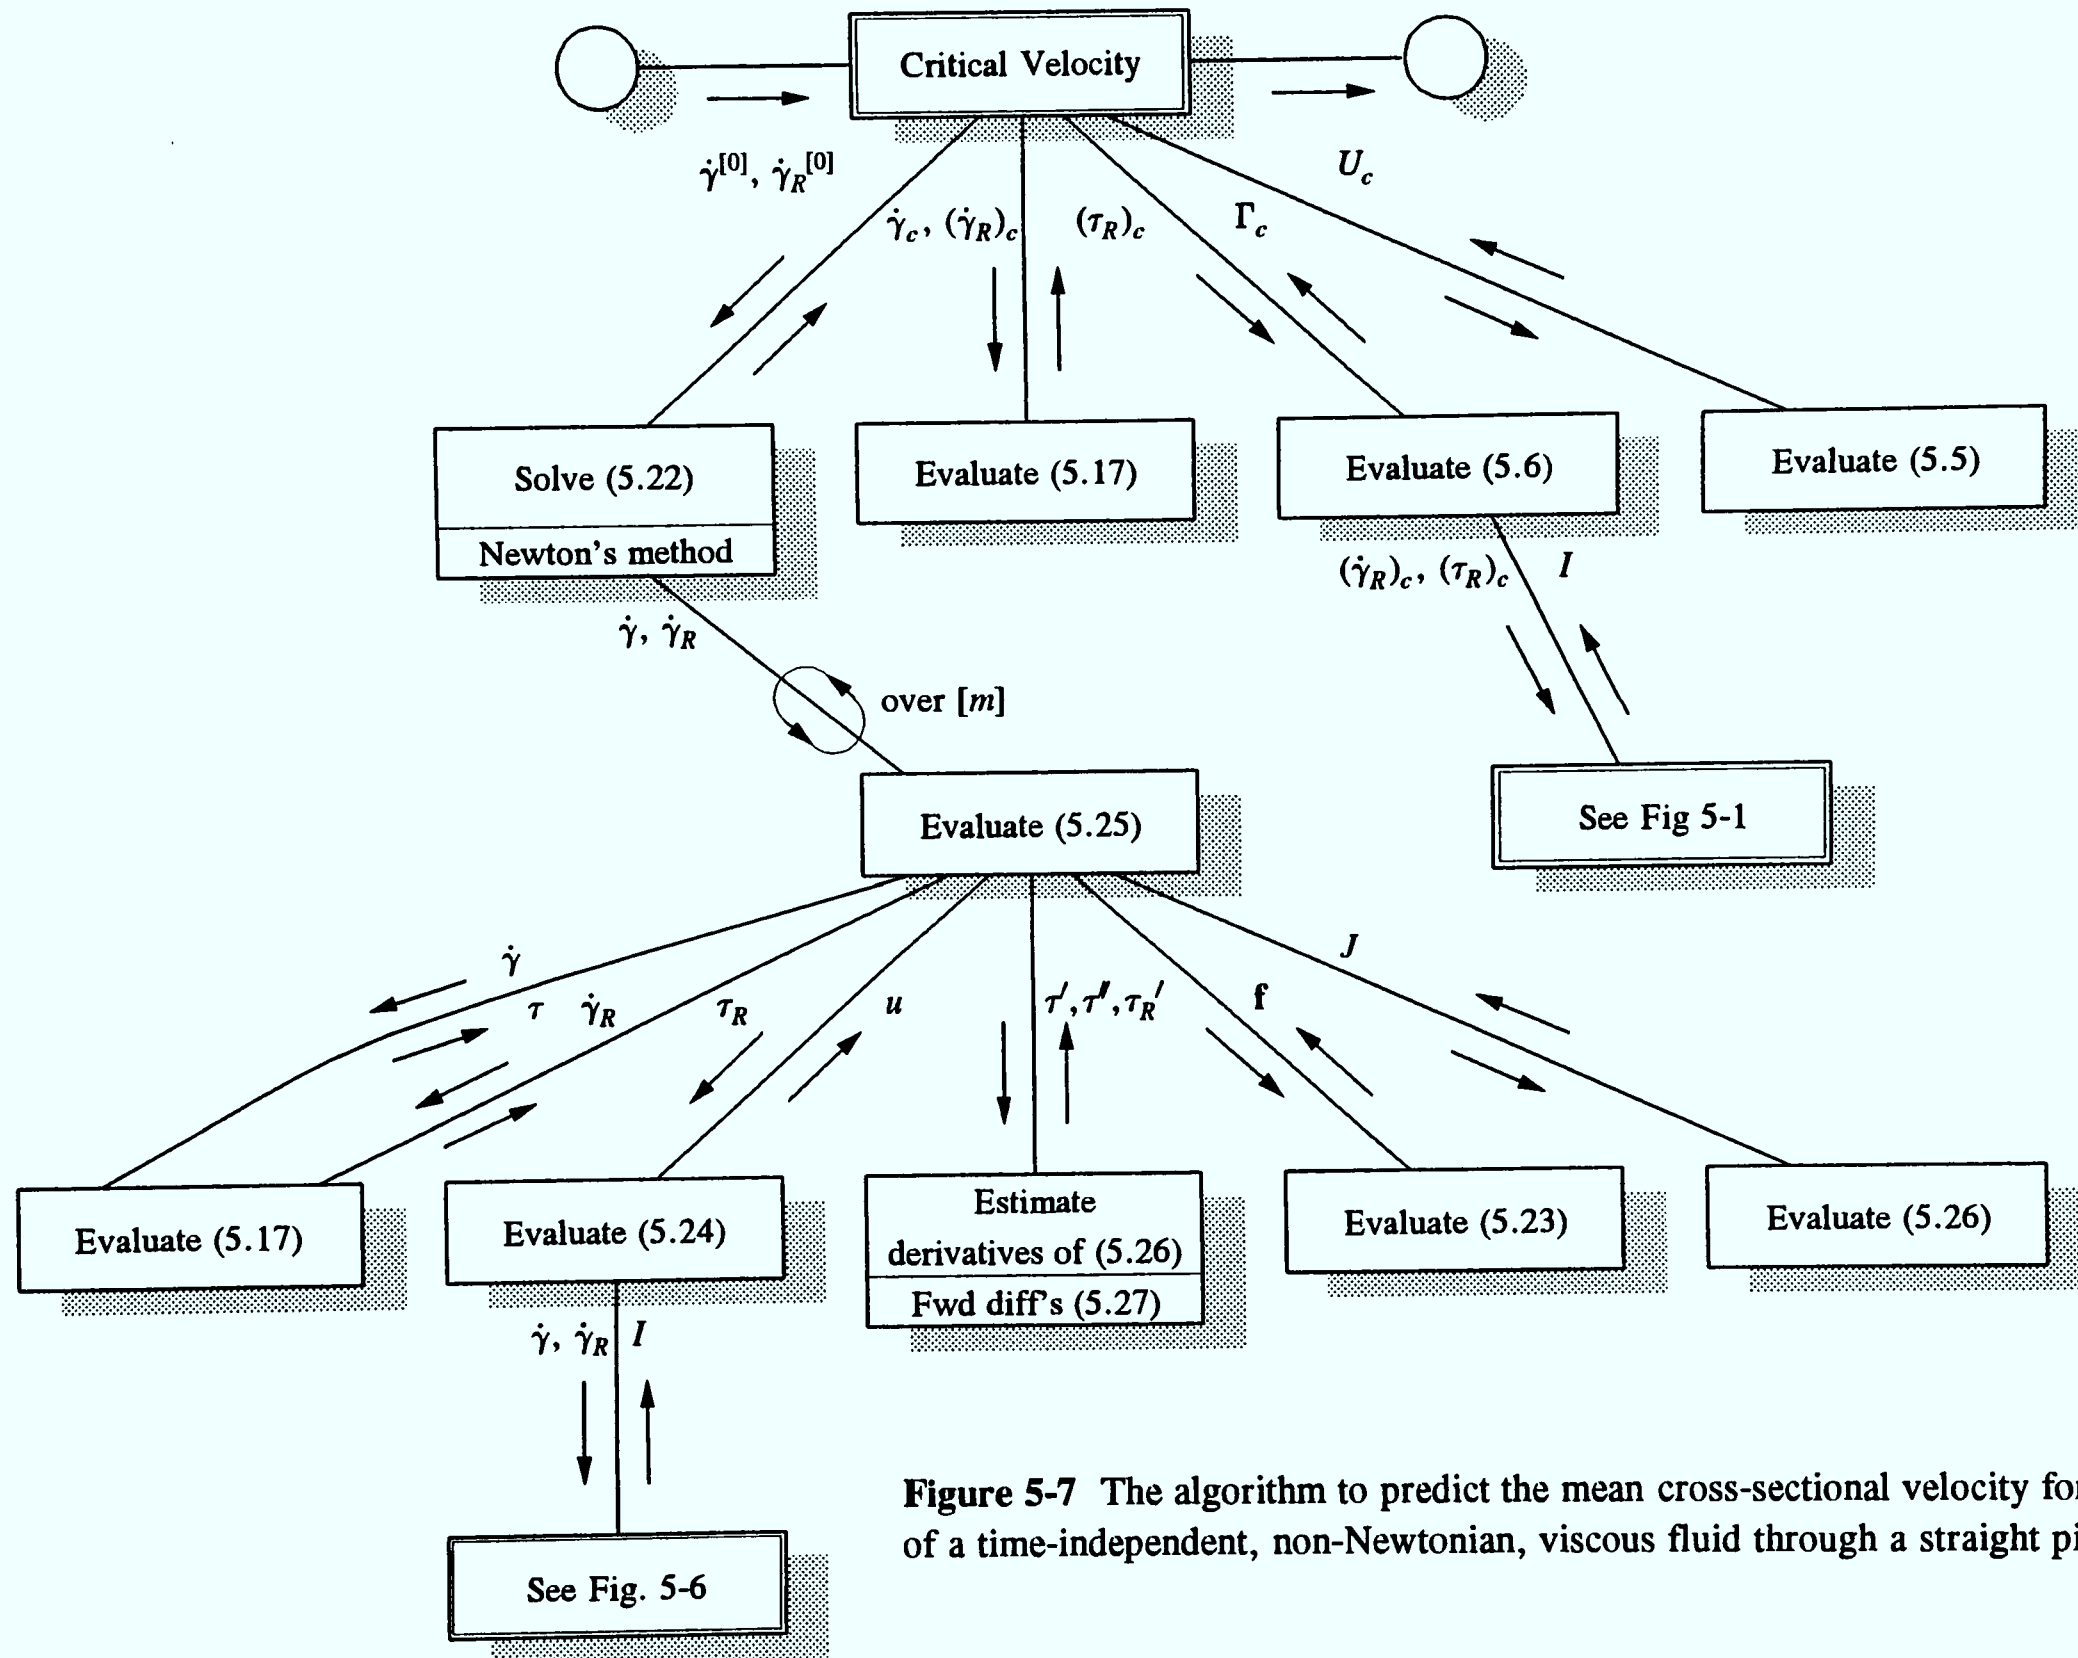 Critical Velocity
γ̇^[0], γ̇_R^[0]
γ̇_c, (γ̇_R)_c
(τ_R)_c
Γ_c
U_c
Solve (5.22)
Newton's method
Evaluate (5.17)
Evaluate (5.6)
Evaluate (5.5)
γ̇, γ̇_R
over [m]
(γ̇_R)_c, (τ_R)_c
I
Evaluate (5.25)
See Fig 5-1
γ̇
τ
γ̇_R
τ_R
u
τ′, τ″, τ_R′
f
J
Evaluate (5.17)
Evaluate (5.24)
Estimate
derivatives of (5.26)
Fwd diff's (5.27)
Evaluate (5.23)
Evaluate (5.26)
γ̇, γ̇_R
I
See Fig. 5-6
Figure 5-7 The algorithm to predict the mean cross-sectional velocity for
of a time-independent, non-Newtonian, viscous fluid through a straight pi